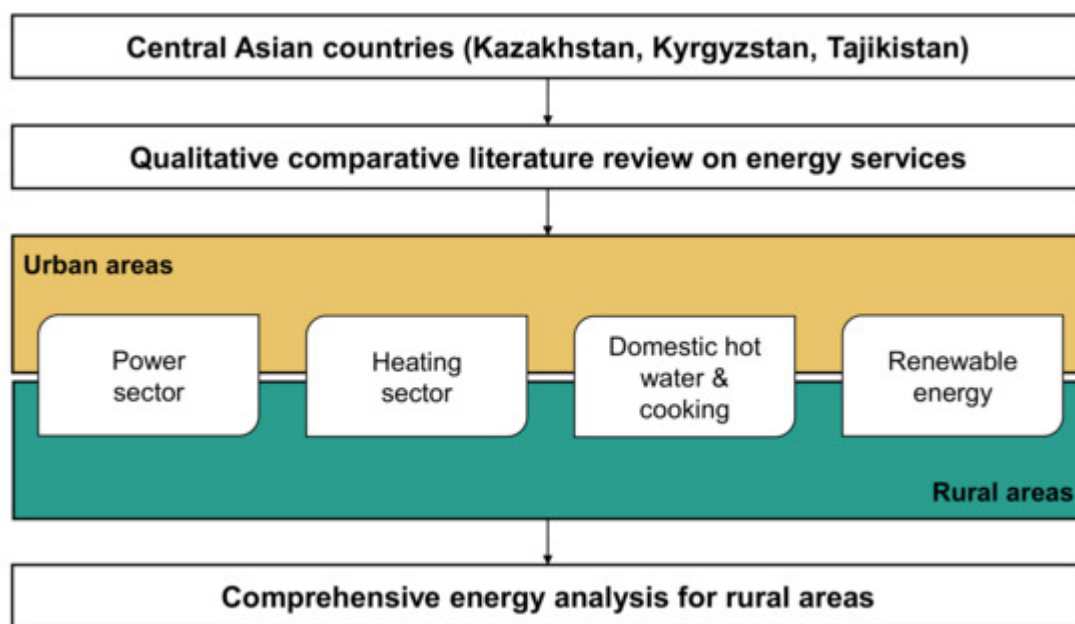 Central Asian countries (Kazakhstan, Kyrgyzstan, Tajikistan)
Qualitative comparative literature review on energy services
Urban areas
Power
sector
Heating
sector
Domestic hot
water &
cooking
Renewable
energy
Rural areas
Comprehensive energy analysis for rural areas